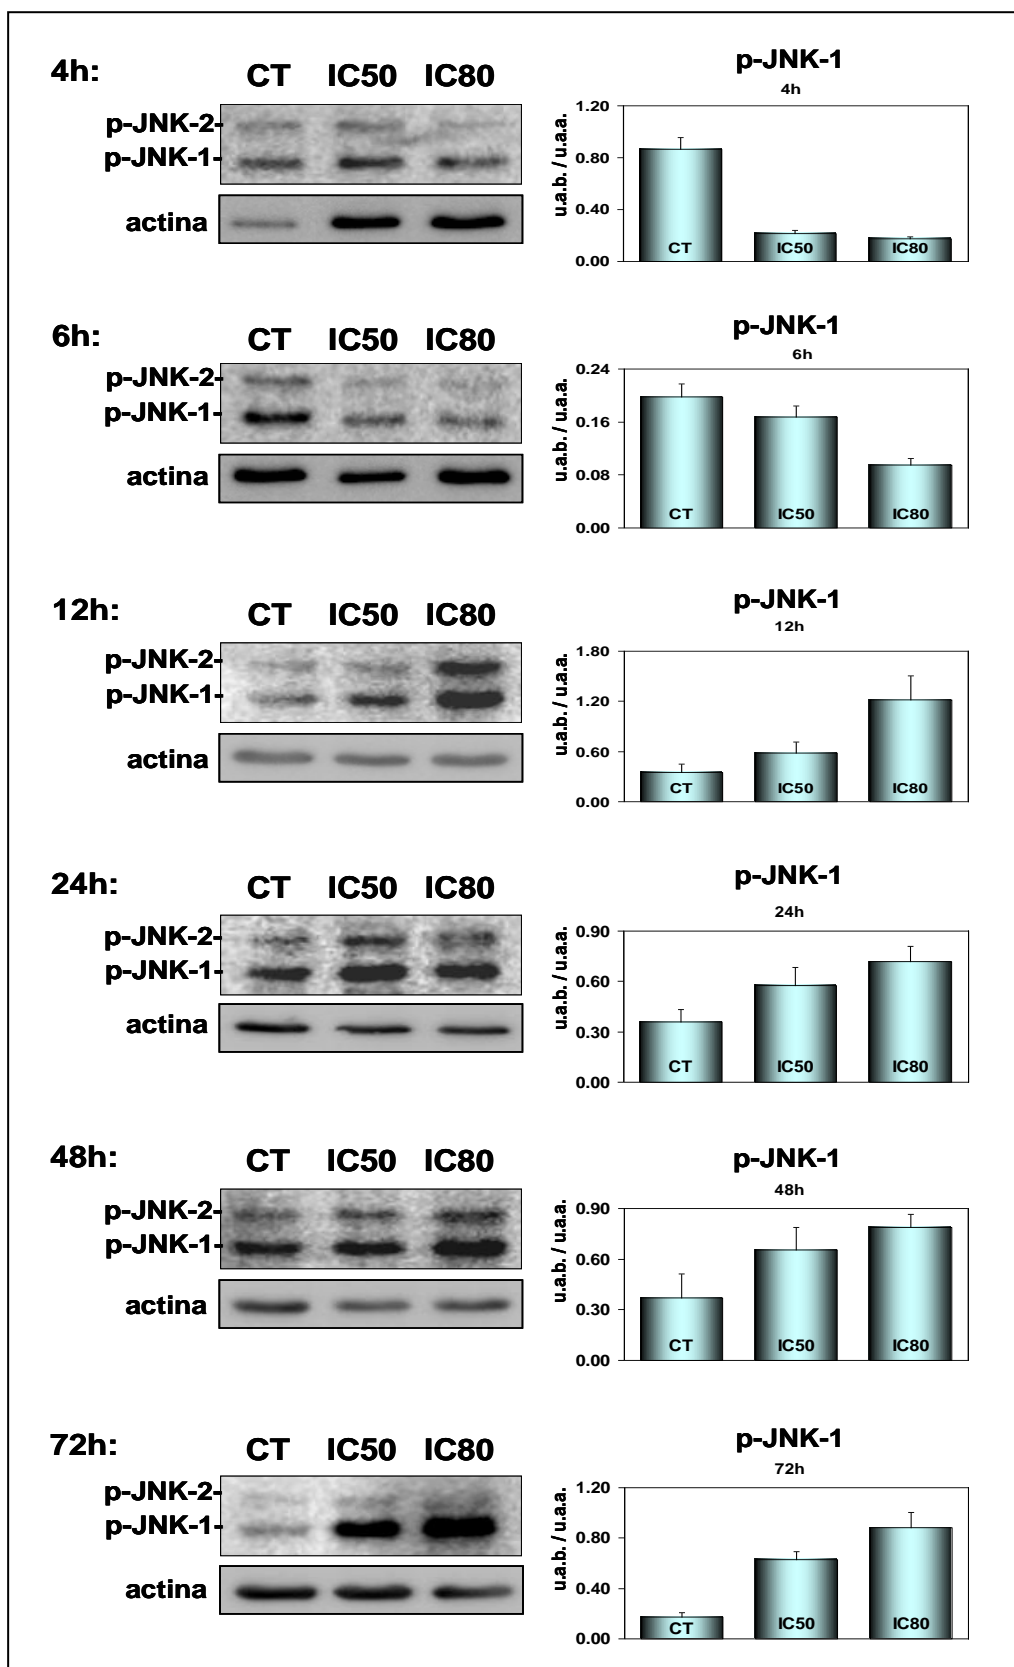 4h:
CT IC50 IC80
p-JNK-2-
p-JNK-1-
actina
p-JNK-1
4h
u.a.b. / u.a.a.
1.20
0.80
0.40
0.00
CT IC50 IC80
6h:
CT IC50 IC80
p-JNK-2-
p-JNK-1-
actina
p-JNK-1
6h
u.a.b. / u.a.a.
0.24
0.16
0.08
0.00
CT IC50 IC80
12h:
CT IC50 IC80
p-JNK-2-
p-JNK-1-
actina
p-JNK-1
12h
u.a.b. / u.a.a.
1.80
1.20
0.60
0.00
CT IC50 IC80
24h:
CT IC50 IC80
p-JNK-2-
p-JNK-1-
actina
p-JNK-1
24h
u.a.b. / u.a.a.
0.90
0.60
0.30
0.00
CT IC50 IC80
48h:
CT IC50 IC80
p-JNK-2-
p-JNK-1-
actina
p-JNK-1
48h
u.a.b. / u.a.a.
0.90
0.60
0.30
0.00
CT IC50 IC80
72h:
CT IC50 IC80
p-JNK-2-
p-JNK-1-
actina
p-JNK-1
72h
u.a.b. / u.a.a.
1.20
0.80
0.40
0.00
CT IC50 IC80